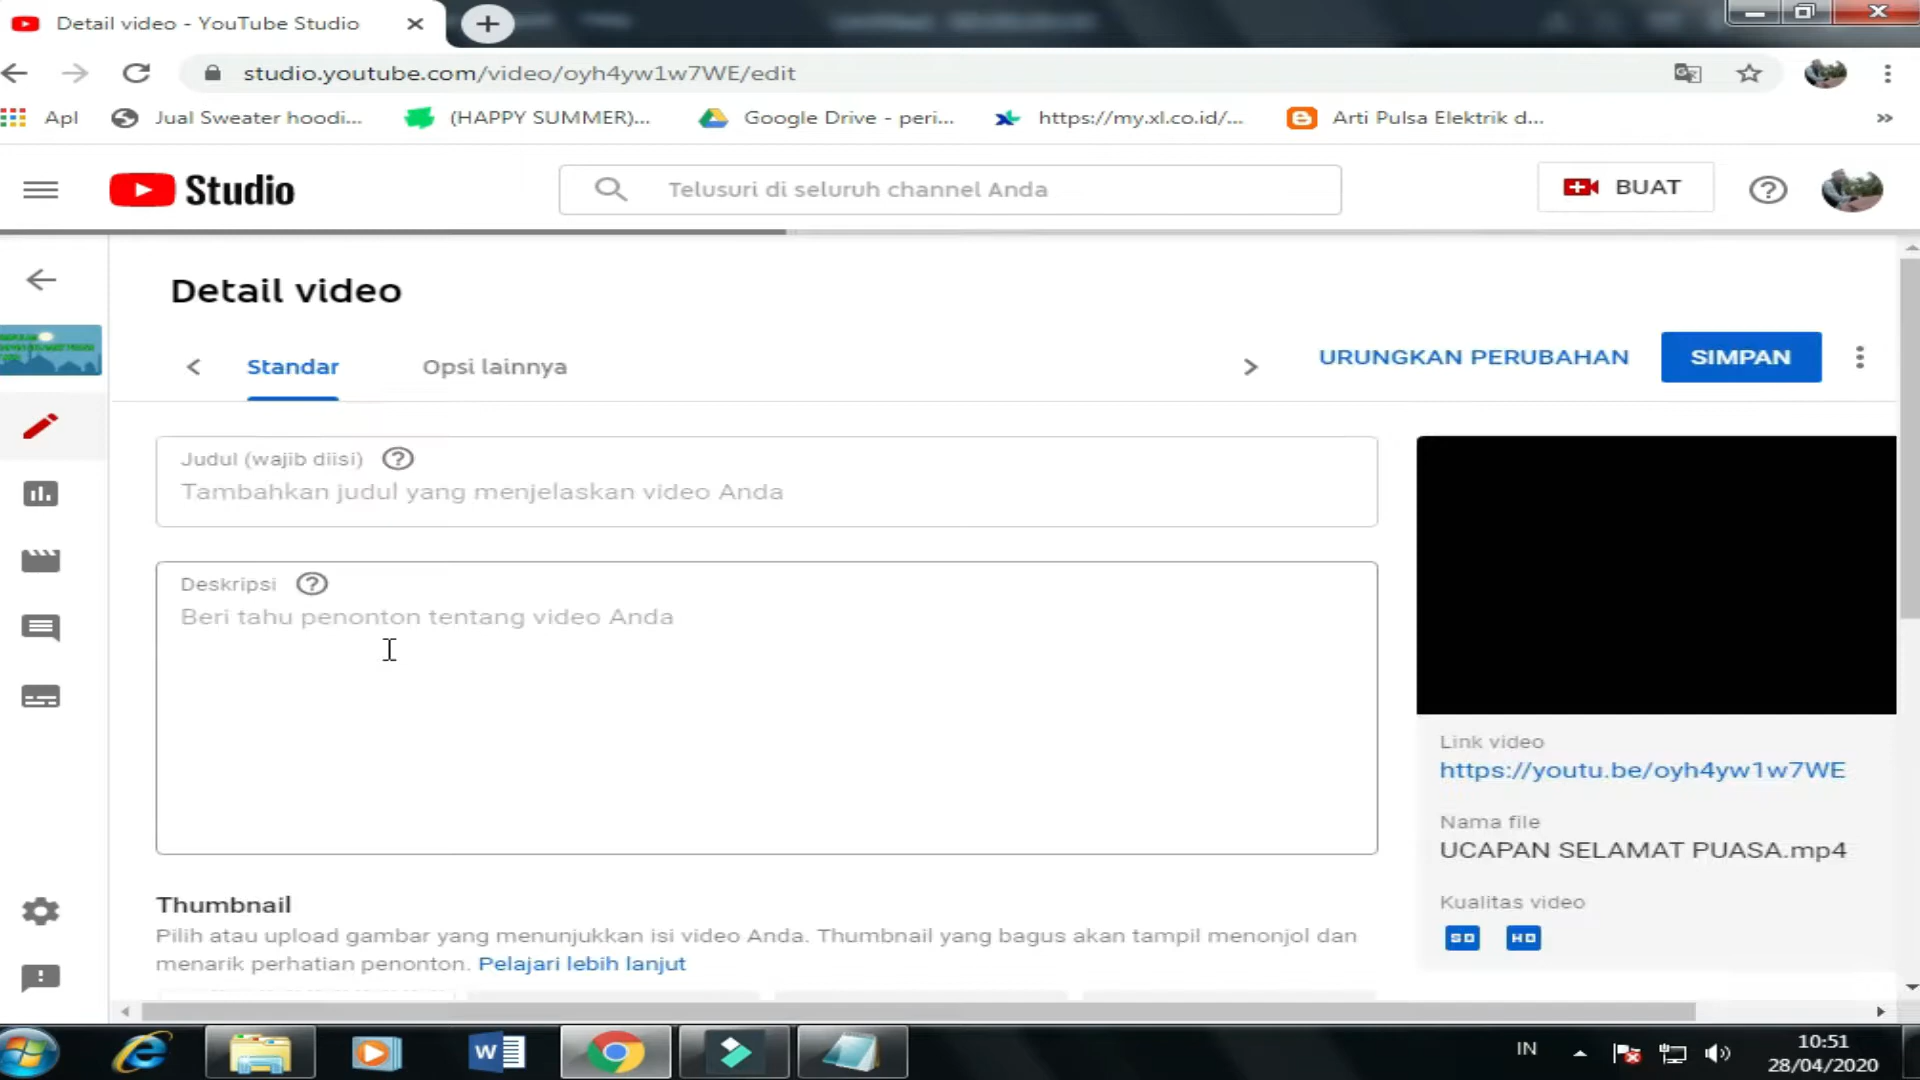 Detail video - YouTube Studio
studio.youtube.com/video/oyh4yw1w7WE/edit
Apl
Jual Sweater hoodi...
(HAPPY SUMMER)...
Google Drive - peri...
https://my.xl.co.id/...
Arti Pulsa Elektrik d...
Studio
Telusuri di seluruh channel Anda
BUAT
Detail video
Standar
Opsi lainnya
URUNGKAN PERUBAHAN
SIMPAN
Judul (wajib diisi)
Tambahkan judul yang menjelaskan video Anda
Deskripsi
Beri tahu penonton tentang video Anda
Link video
https://youtu.be/oyh4yw1w7WE
Nama file
UCAPAN SELAMAT PUASA.mp4
Kualitas video
SD HD
Thumbnail
Pilih atau upload gambar yang menunjukkan isi video Anda. Thumbnail yang bagus akan tampil menonjol dan
menarik perhatian penonton. Pelajari lebih lanjut
IN
10:51
28/04/2020